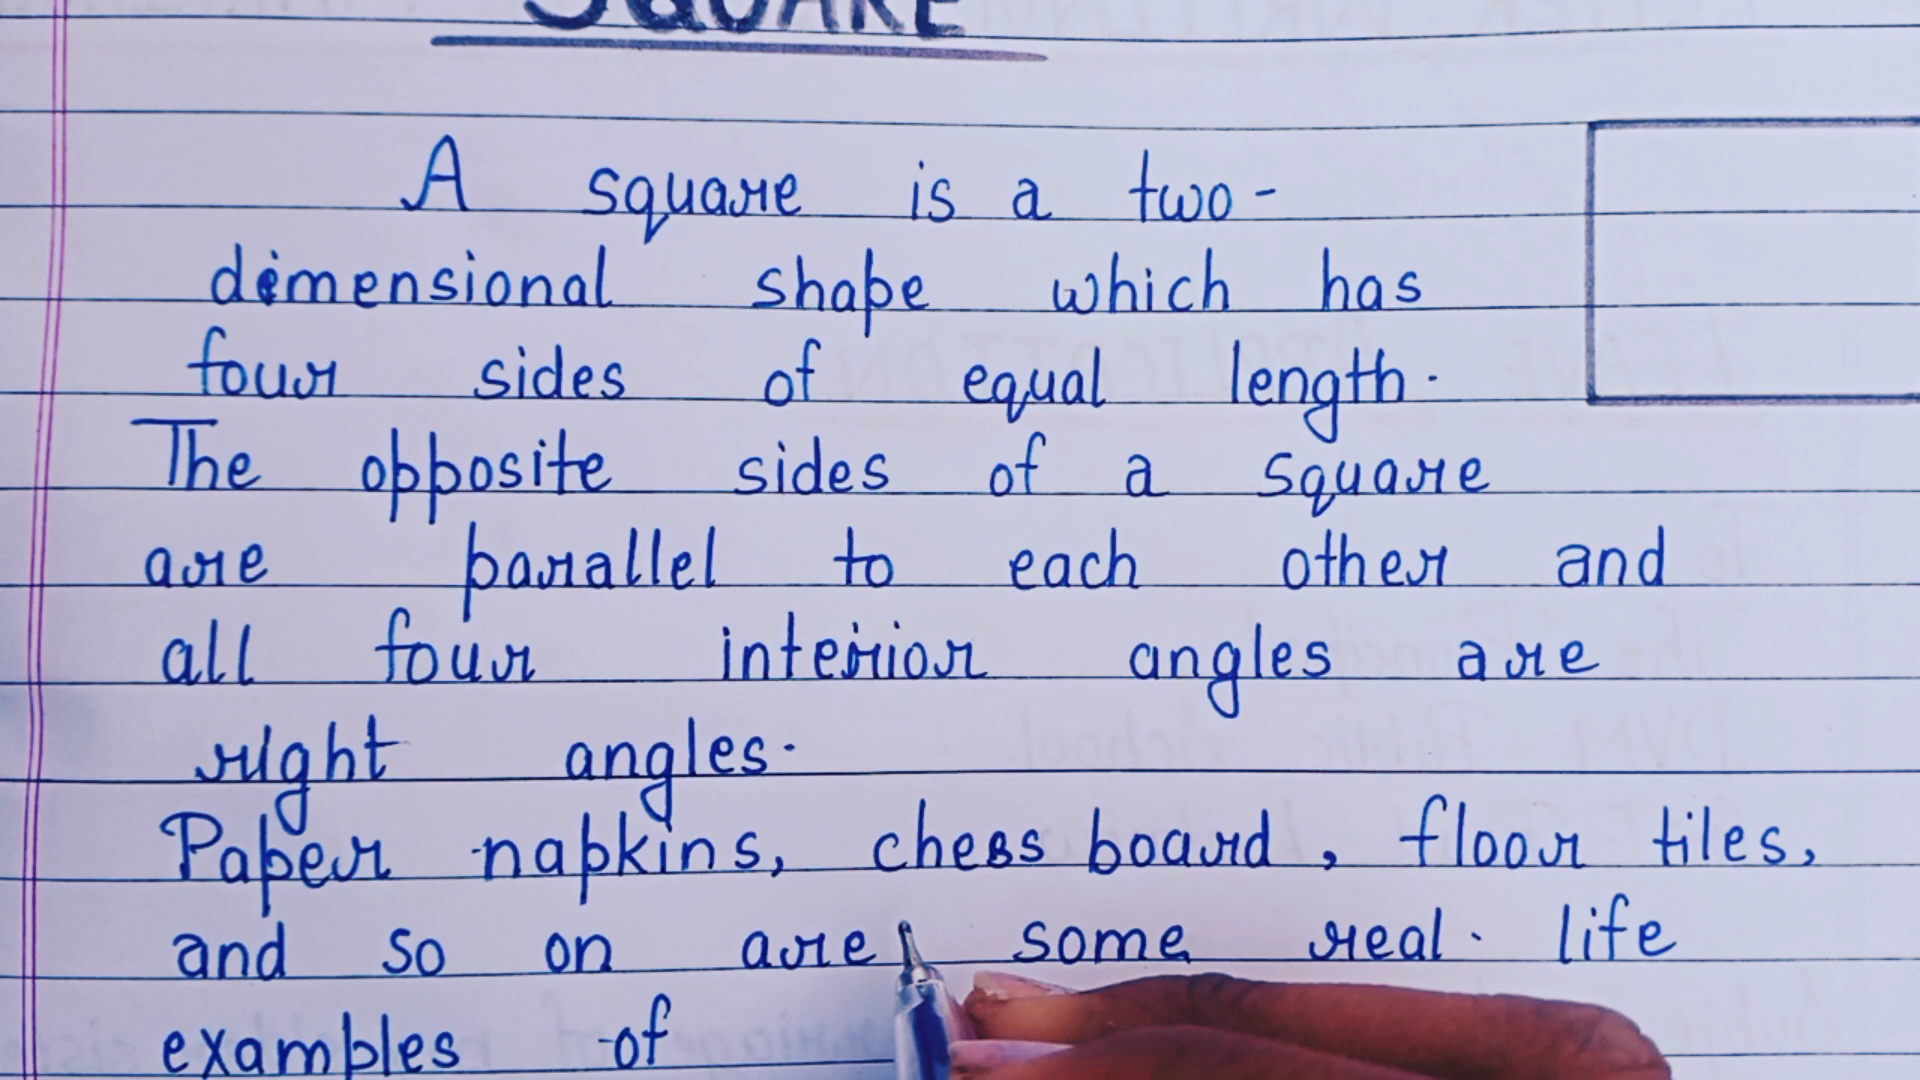 SQUARE
A square is a two-
dimensional shape which has
four sides of equal length.
The opposite sides of a square
are parallel to each other and
all four interior angles are
right angles.
Paper napkins, chess board, floor tiles,
and so on are some real. life
examples of